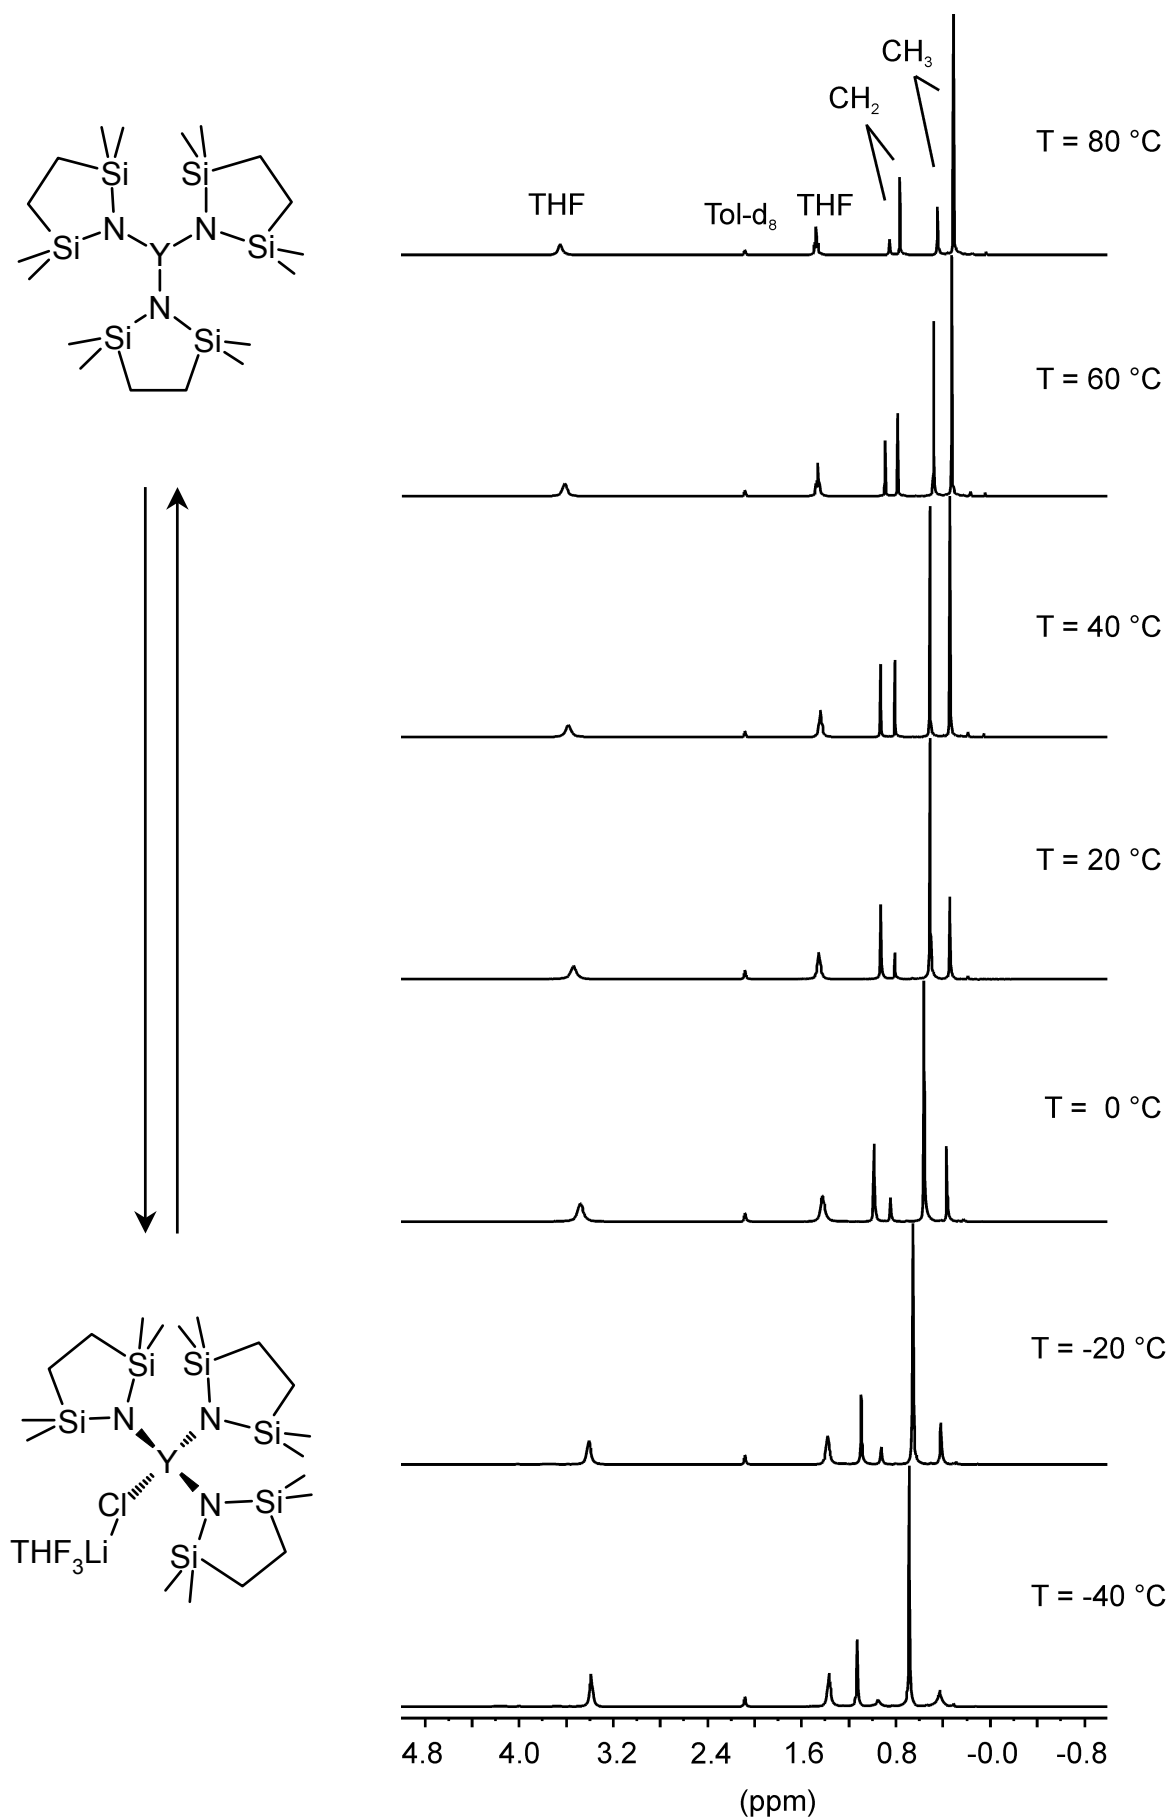 CH3
CH2
T = 80 °C
THF
Tol-d8
THF
Si
Si
N
N
Si
Y
Si
N
Si
Si
T = 60 °C
T = 40 °C
T = 20 °C
T = 0 °C
T = -20 °C
Si
Si
N
N
Si
Si
Y
Cl
N
Si
THF3Li
Si
T = -40 °C
4.8 4.0 3.2 2.4 1.6 0.8 -0.0 -0.8
(ppm)